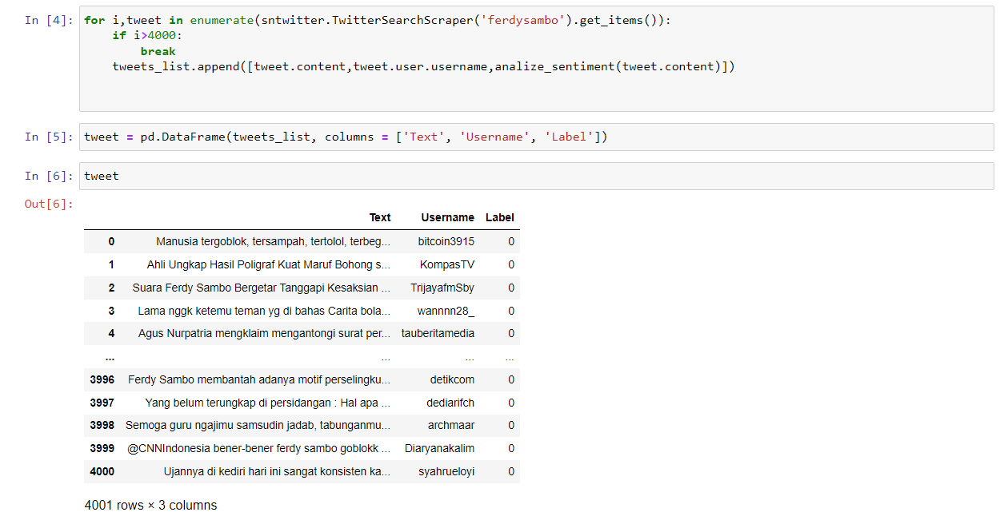 In [4]: for i,tweet in enumerate(sntwitter.TwitterSearchScraper('ferdysambo').get_items()):
    if i>4000:
        break
    tweets_list.append([tweet.content,tweet.user.username,analize_sentiment(tweet.content)])
In [5]: tweet = pd.DataFrame(tweets_list, columns = ['Text', 'Username', 'Label'])
In [6]: tweet
Out[6]:
Text Username Label
0 Manusia tergoblok, tersampah, tertolol, terbeg... bitcoin3915 0
1 Ahli Ungkap Hasil Poligraf Kuat Maruf Bohong s... KompasTV 0
2 Suara Ferdy Sambo Bergetar Tanggapi Kesaksian ... TrijayafmSby 0
3 Lama nggk ketemu teman yg di bahas Carita bola... wannnn28_ 0
4 Agus Nurpatria mengklaim mengantongi surat per... tauberitamedia 0
... ... ... ...
3996 Ferdy Sambo membantah adanya motif perselingku... detikcom 0
3997 Yang belum terungkap di persidangan : Hal apa ... dediarifch 0
3998 Semoga guru ngajimu samsudin jadab, tabunganmu... archmaar 0
3999 @CNNIndonesia bener-bener ferdy sambo goblokk ... Diaryanakalim 0
4000 Ujannya di kediri hari ini sangat konsisten ka... syahrueloyi 0
4001 rows × 3 columns